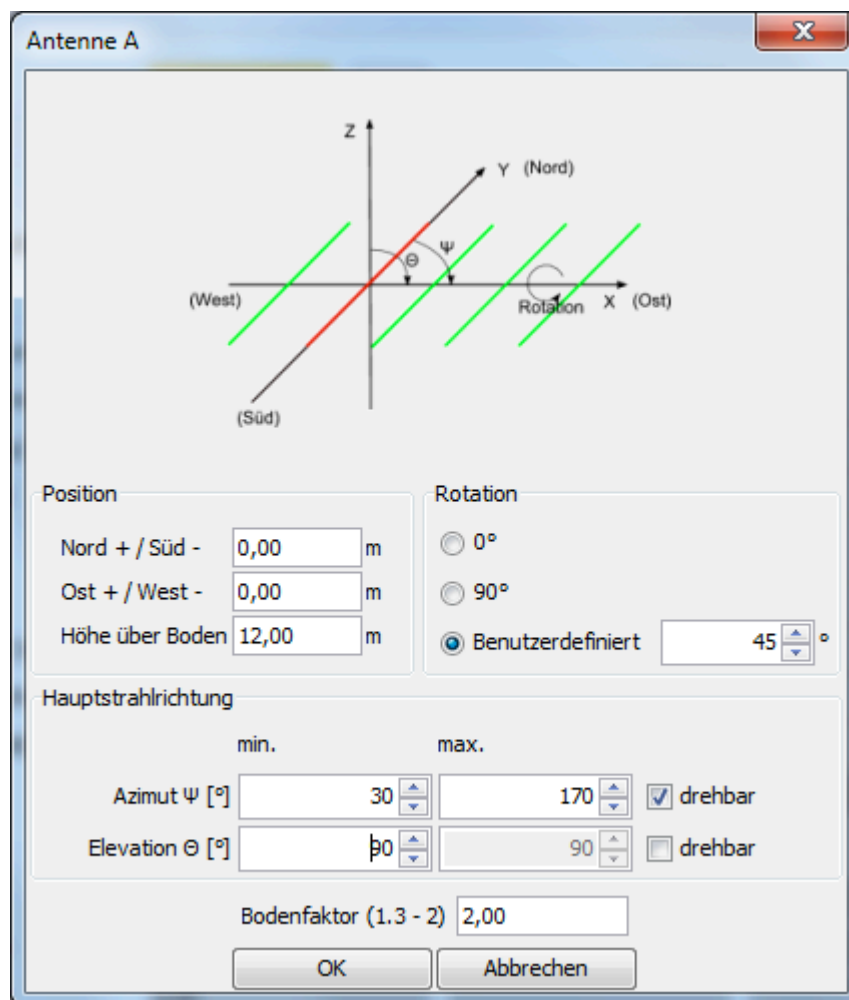 Antenne A
Z
Y (Nord)
Θ
Ψ
(West)
Rotation X (Ost)
(Süd)
Position
Nord + / Süd - 0,00 m
Ost + / West - 0,00 m
Höhe über Boden 12,00 m
Rotation
0°
90°
Benutzerdefiniert 45 °
Hauptstrahlrichtung
min. max.
Azimut Ψ [°] 30 170 drehbar
Elevation Θ [°] 90 90 drehbar
Bodenfaktor (1.3 - 2) 2,00
OK Abbrechen